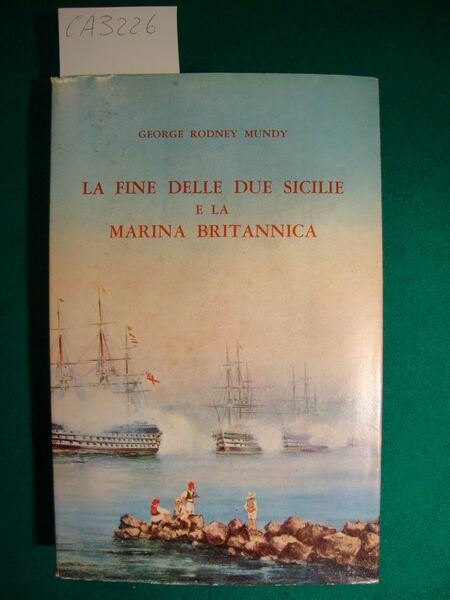 CA3226
GEORGE RODNEY MUNDY
LA FINE DELLE DUE SICILIE
E LA
MARINA BRITANNICA